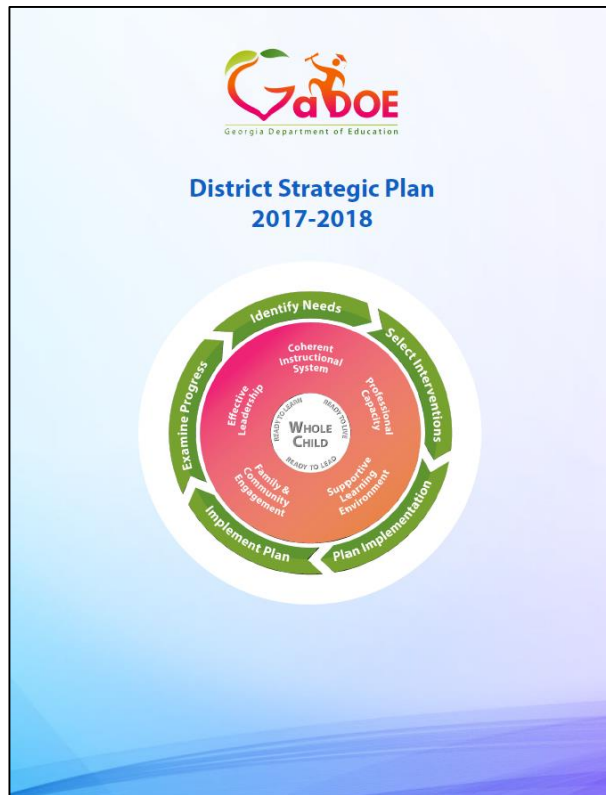 GaDOE
Georgia Department of Education
District Strategic Plan
2017-2018
Identify Needs
Select Interventions
Plan Implementation
Implement Plan
Examine Progress
Coherent
Instructional
System
Professional
Capacity
Supportive
Learning
Environment
Family &
Community
Engagement
Effective
Leadership
READY TO LEARN
READY TO LIVE
READY TO LEAD
WHOLE
CHILD